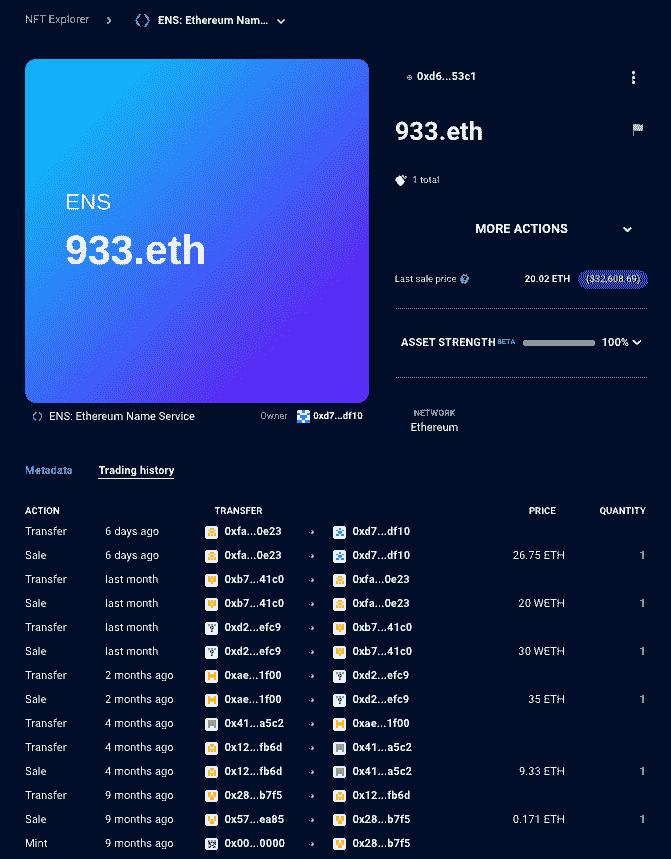 NFT Explorer > ENS: Ethereum Nam...
ENS
933.eth
ENS: Ethereum Name Service Owner 0xd7...df10
0xd6...53c1
933.eth
1 total
MORE ACTIONS
Last sale price 20.02 ETH ($32,608.69)
ASSET STRENGTH BETA 100%
NETWORK
Ethereum
Metadata Trading history
ACTION TRANSFER PRICE QUANTITY
Transfer 6 days ago 0xfa...0e23 → 0xd7...df10
Sale 6 days ago 0xfa...0e23 → 0xd7...df10 26.75 ETH 1
Transfer last month 0xb7...41c0 → 0xfa...0e23
Sale last month 0xb7...41c0 → 0xfa...0e23 20 WETH 1
Transfer last month 0xd2...efc9 → 0xb7...41c0
Sale last month 0xd2...efc9 → 0xb7...41c0 30 WETH 1
Transfer 2 months ago 0xae...1f00 → 0xd2...efc9
Sale 2 months ago 0xae...1f00 → 0xd2...efc9 35 ETH 1
Transfer 4 months ago 0x41...a5c2 → 0xae...1f00
Transfer 4 months ago 0x12...fb6d → 0x41...a5c2
Sale 4 months ago 0x12...fb6d → 0x41...a5c2 9.33 ETH 1
Transfer 9 months ago 0x28...b7f5 → 0x12...fb6d
Sale 9 months ago 0x57...ea85 → 0x28...b7f5 0.171 ETH 1
Mint 9 months ago 0x00...0000 → 0x28...b7f5